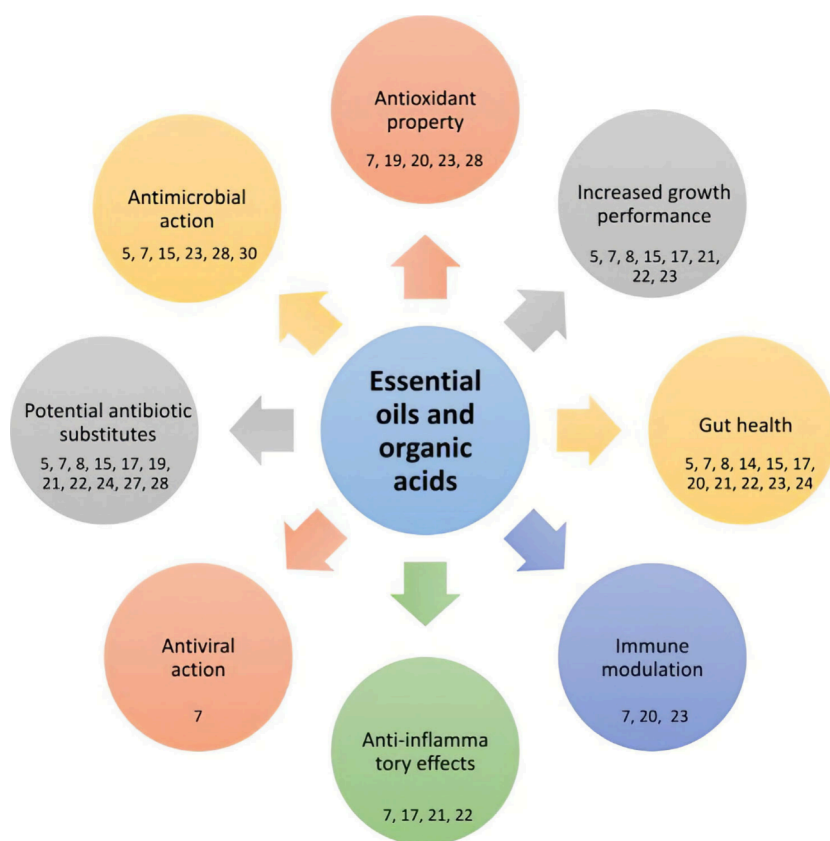 Antioxidant
property
7, 19, 20, 23, 28
Increased growth
performance
5, 7, 8, 15, 17, 21,
22, 23
Gut health
5, 7, 8, 14, 15, 17,
20, 21, 22, 23, 24
Immune
modulation
7, 20, 23
Anti-inflamma
tory effects
7, 17, 21, 22
Antiviral
action
7
Potential antibiotic
substitutes
5, 7, 8, 15, 17, 19,
21, 22, 24, 27, 28
Antimicrobial
action
5, 7, 15, 23, 28, 30
Essential
oils and
organic
acids